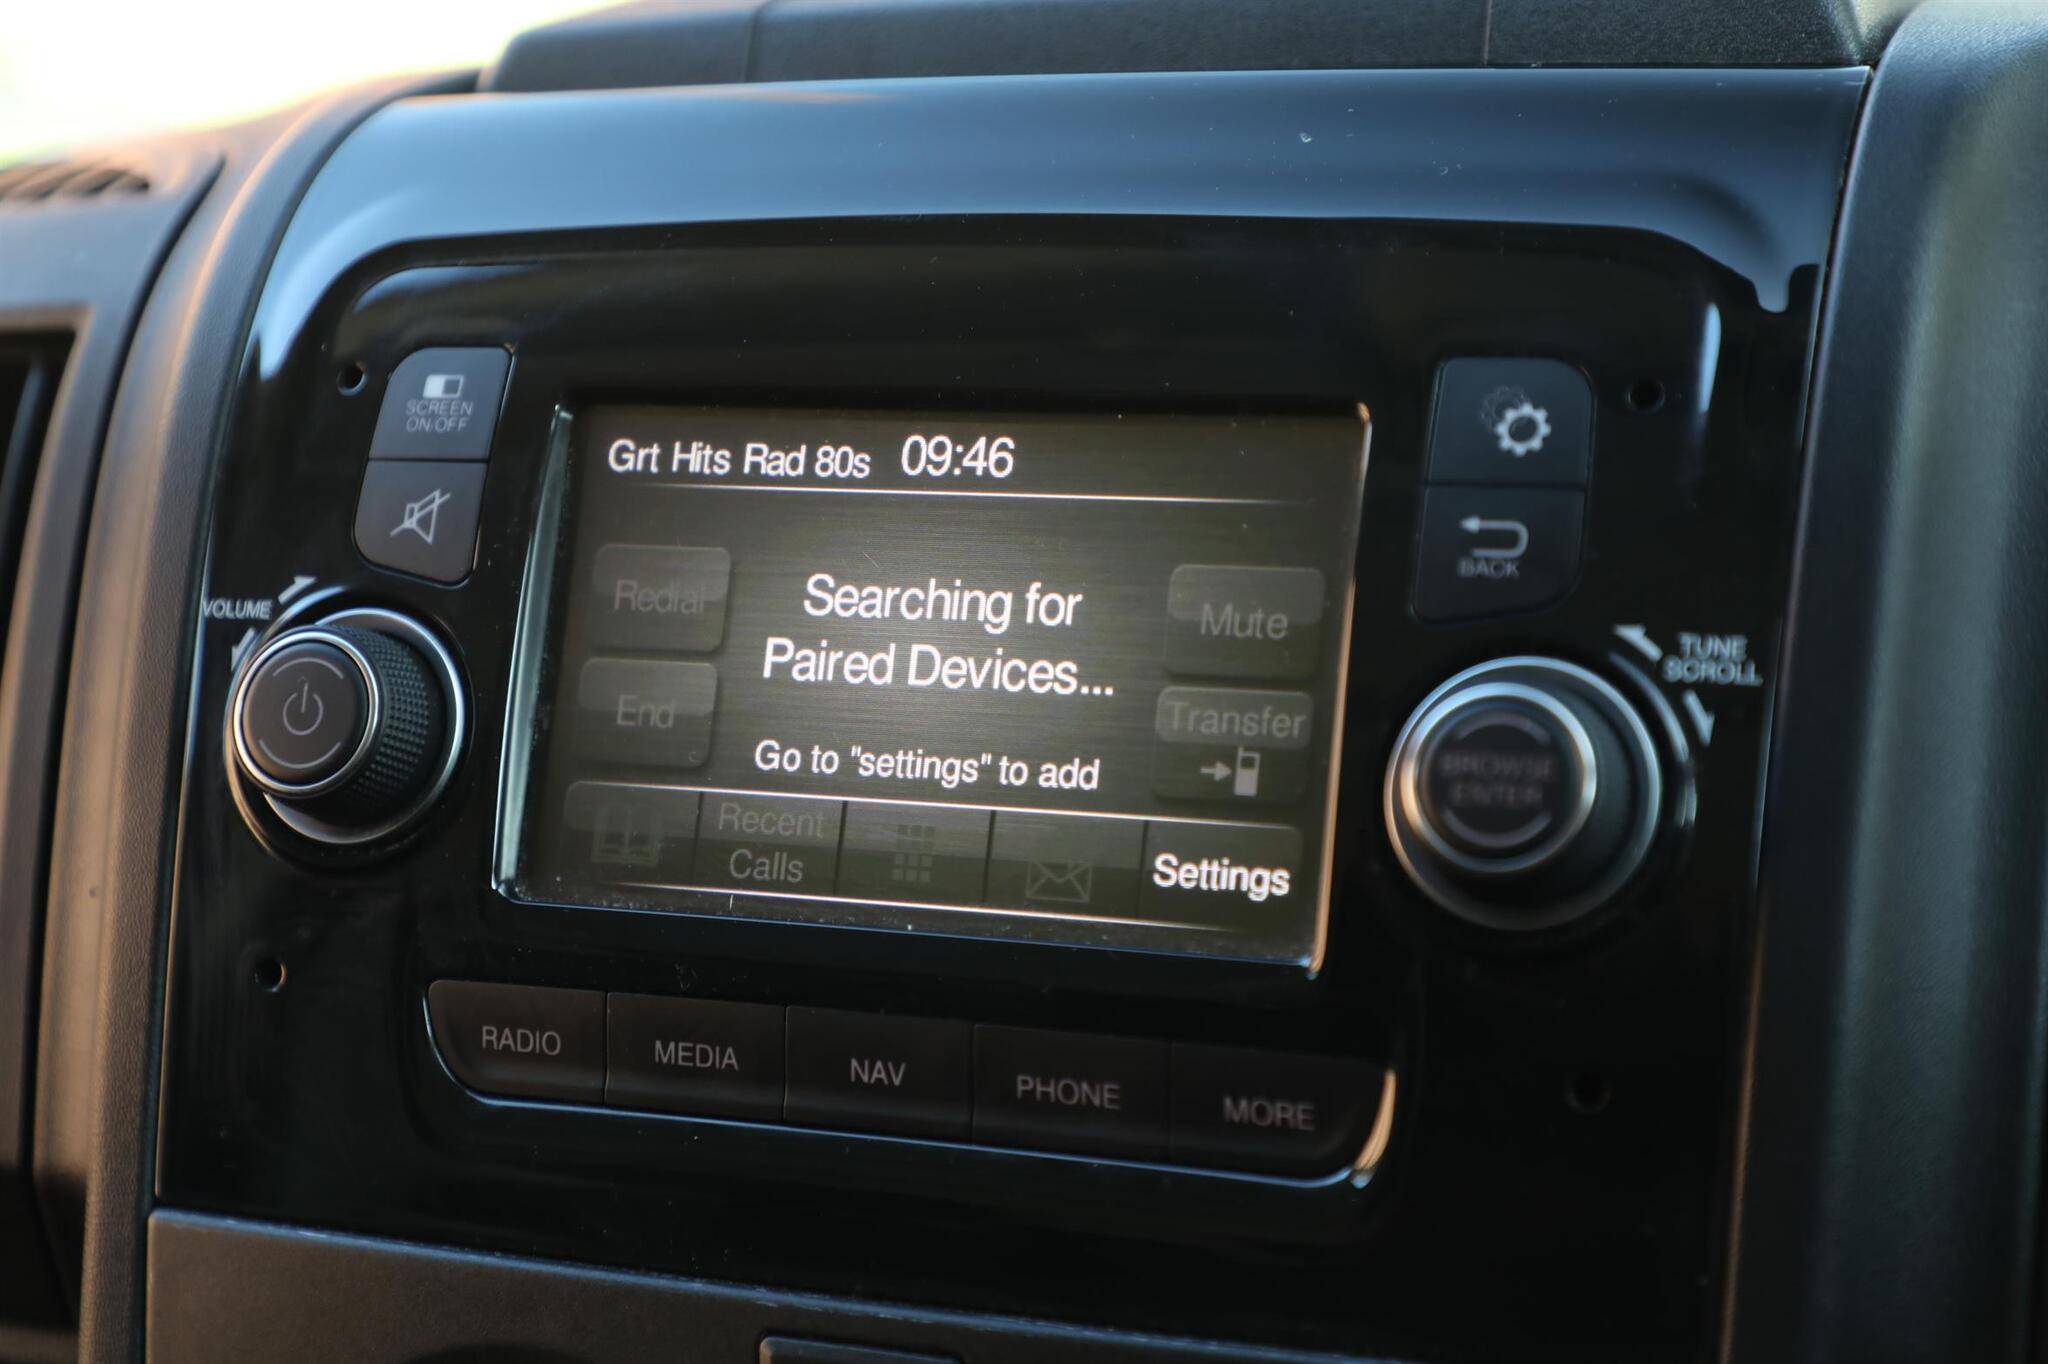 SCREEN
ON/OFF
VOLUME
Grt Hits Rad 80s 09:46
Redial
Searching for
Paired Devices...
Mute
End
Transfer
Go to "settings" to add
Recent
Calls
Settings
BACK
TUNE
SCROLL
BROWSE
ENTER
RADIO
MEDIA
NAV
PHONE
MORE